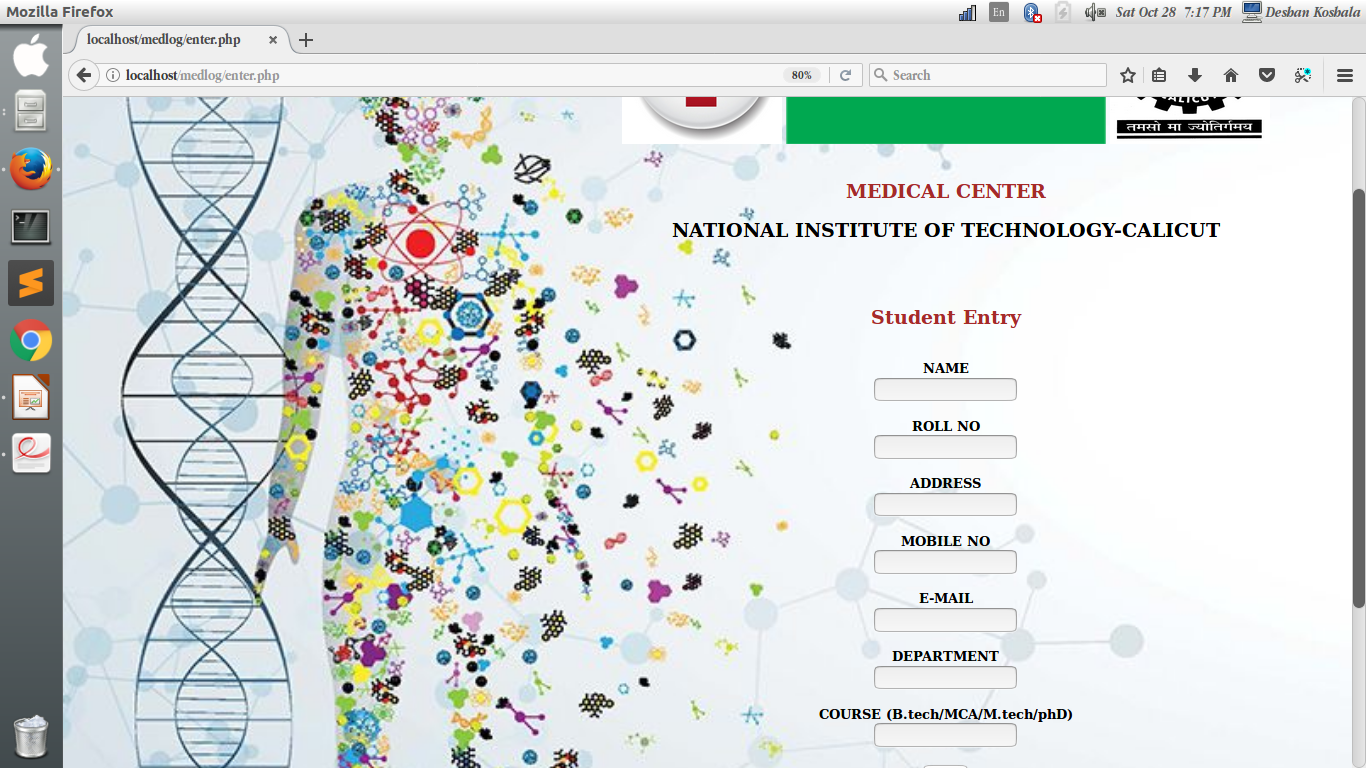 Mozilla Firefox
En
Sat Oct 28 7:17 PM
Deshan Koshala
localhost/medlog/enter.php
localhost/medlog/enter.php
80%
Search
तमसो मा ज्योतिर्गमय
MEDICAL CENTER
NATIONAL INSTITUTE OF TECHNOLOGY-CALICUT
Student Entry
NAME
ROLL NO
ADDRESS
MOBILE NO
E-MAIL
DEPARTMENT
COURSE (B.tech/MCA/M.tech/phD)